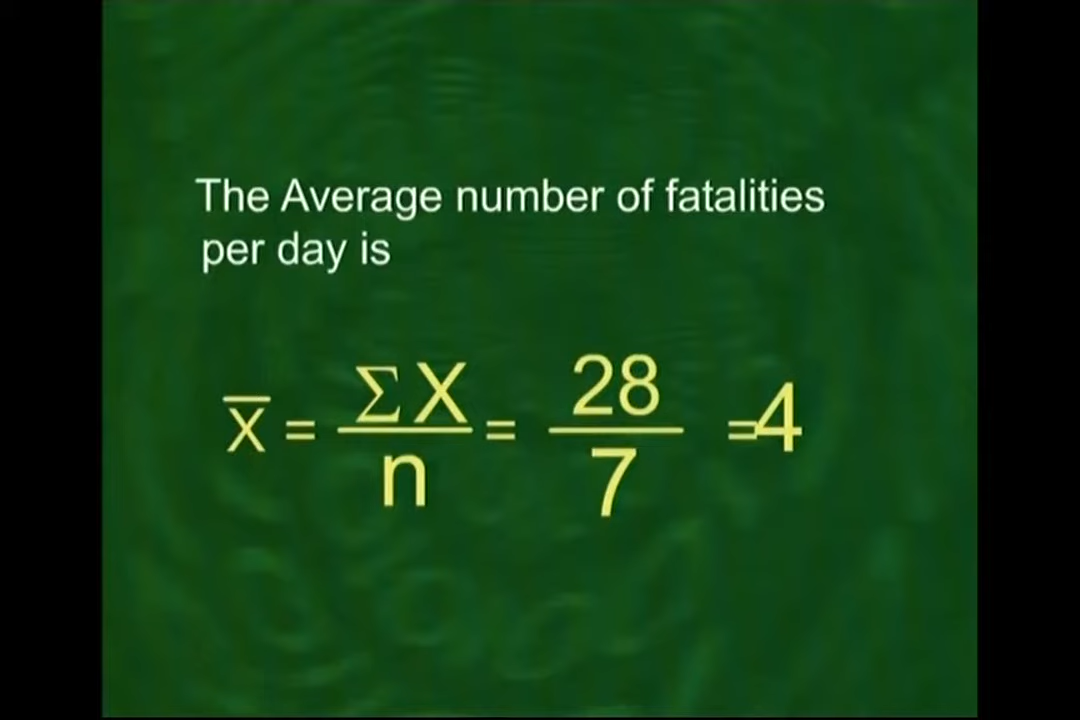 The Average number of fatalities
per day is
X̅ = ΣX/n = 28/7 =4